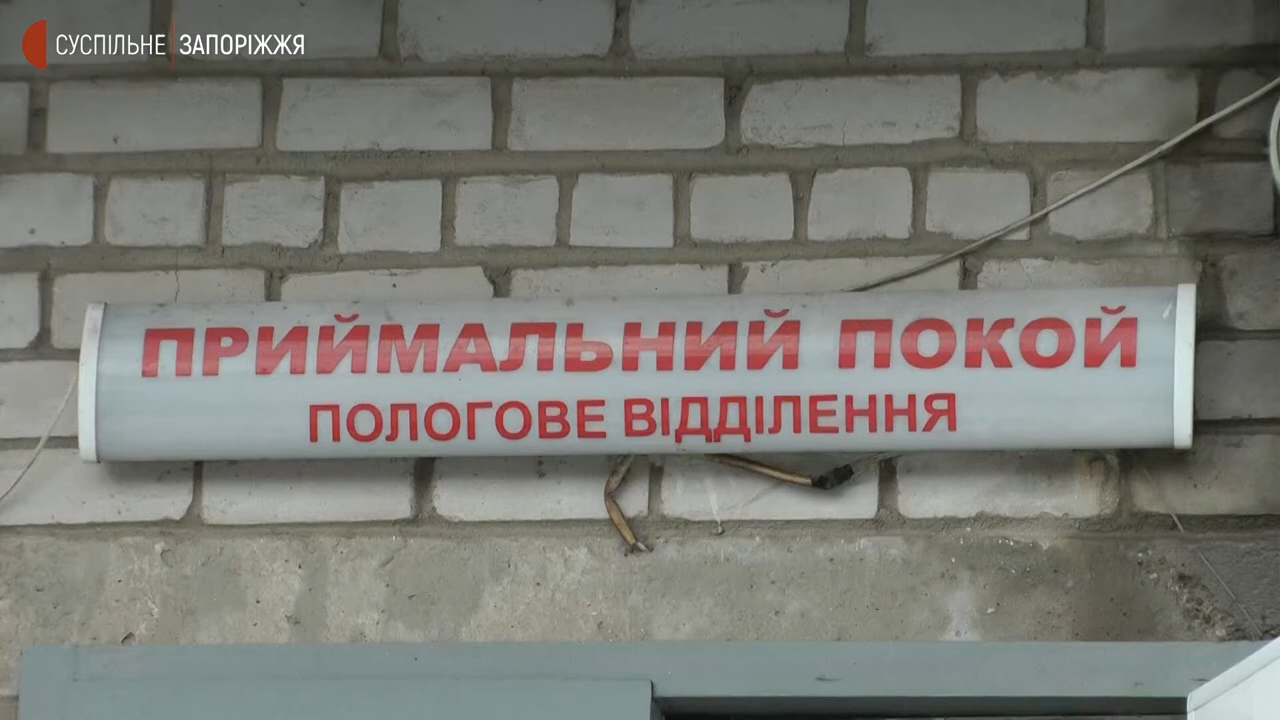 СУСПІЛЬНЕ ЗАПОРІЖЖЯ
ПРИЙМАЛЬНИЙ ПОКОЙ
ПОЛОГОВЕ ВІДДІЛЕННЯ